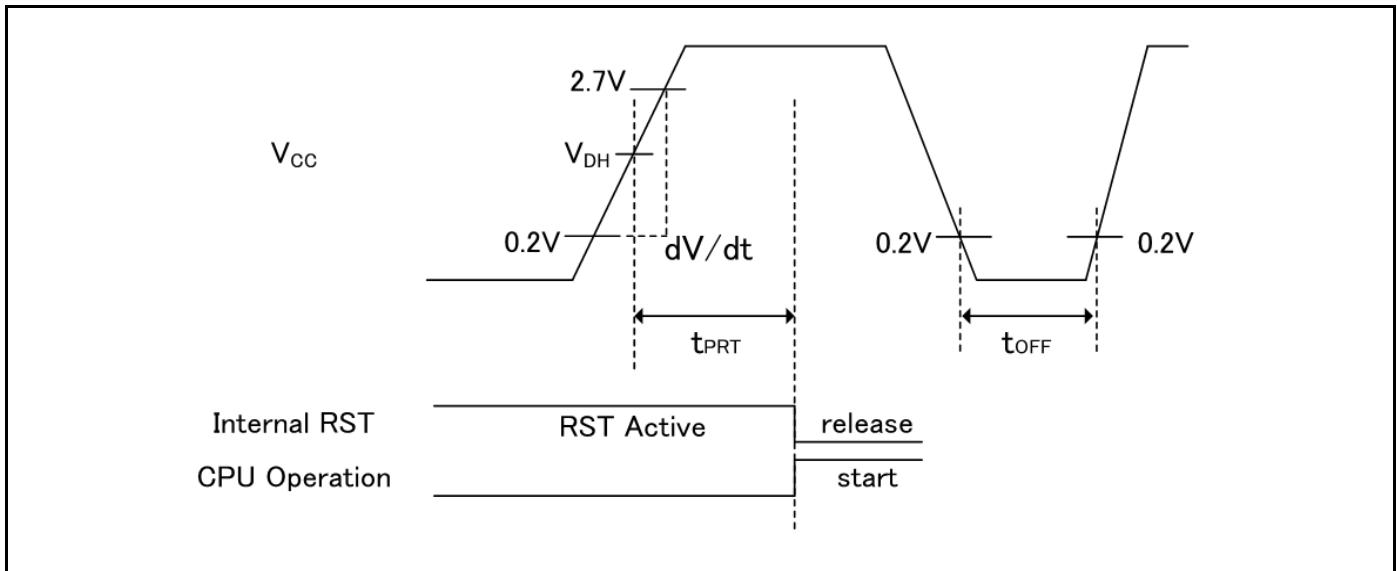 2.7V
VCC
VDH
0.2V
dV/dt
0.2V
0.2V
tPRT
tOFF
Internal RST
RST Active
release
CPU Operation
start